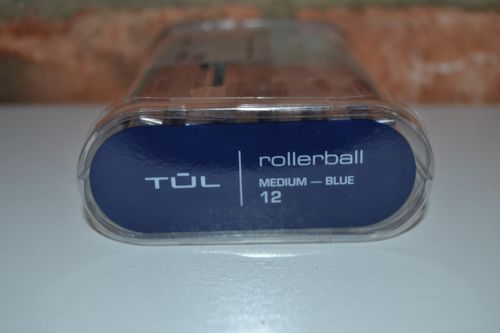 TŪL
rollerball
MEDIUM — BLUE
12